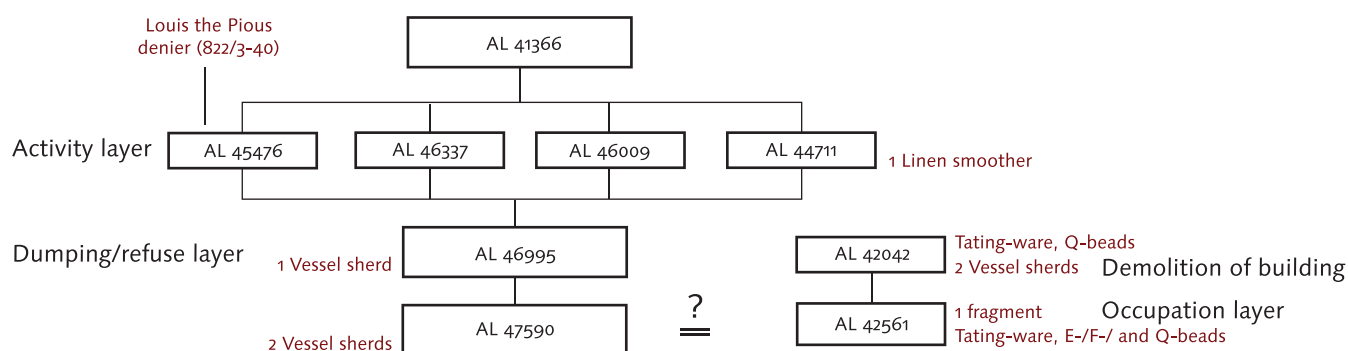 Louis the Pious
denier (822/3-40)
AL 41366
Activity layer
AL 45476
AL 46337
AL 46009
AL 44711
1 Linen smoother
Dumping/refuse layer
1 Vessel sherd
AL 46995
AL 42042
Tating-ware, Q-beads
2 Vessel sherds
Demolition of building
2 Vessel sherds
AL 47590
?
=
AL 42561
1 fragment
Occupation layer
Tating-ware, E-/F-/ and Q-beads